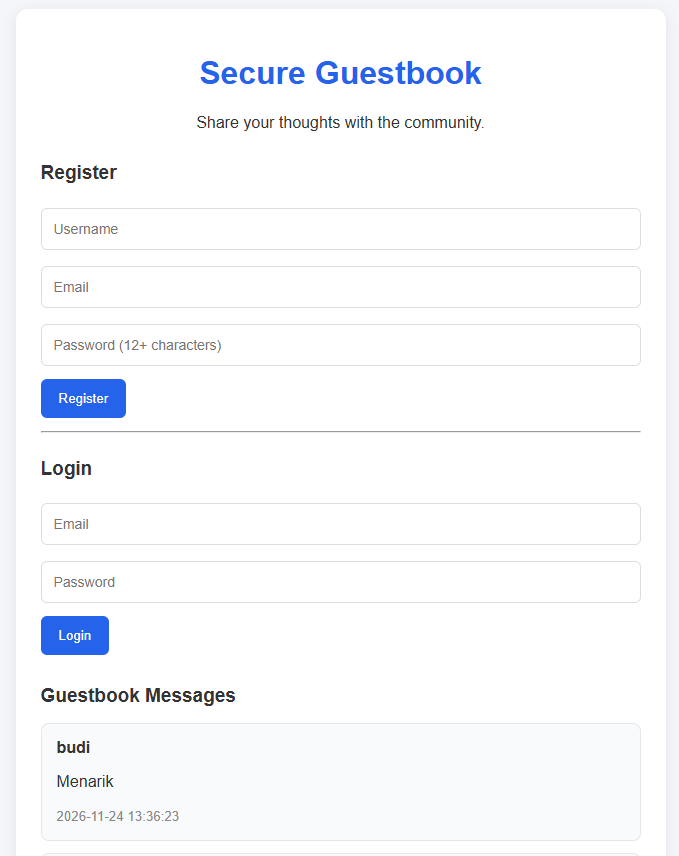 Secure Guestbook
Share your thoughts with the community.
Register
Username
Email
Password (12+ characters)
Register
Login
Email
Password
Login
Guestbook Messages
budi
Menarik
2026-11-24 13:36:23